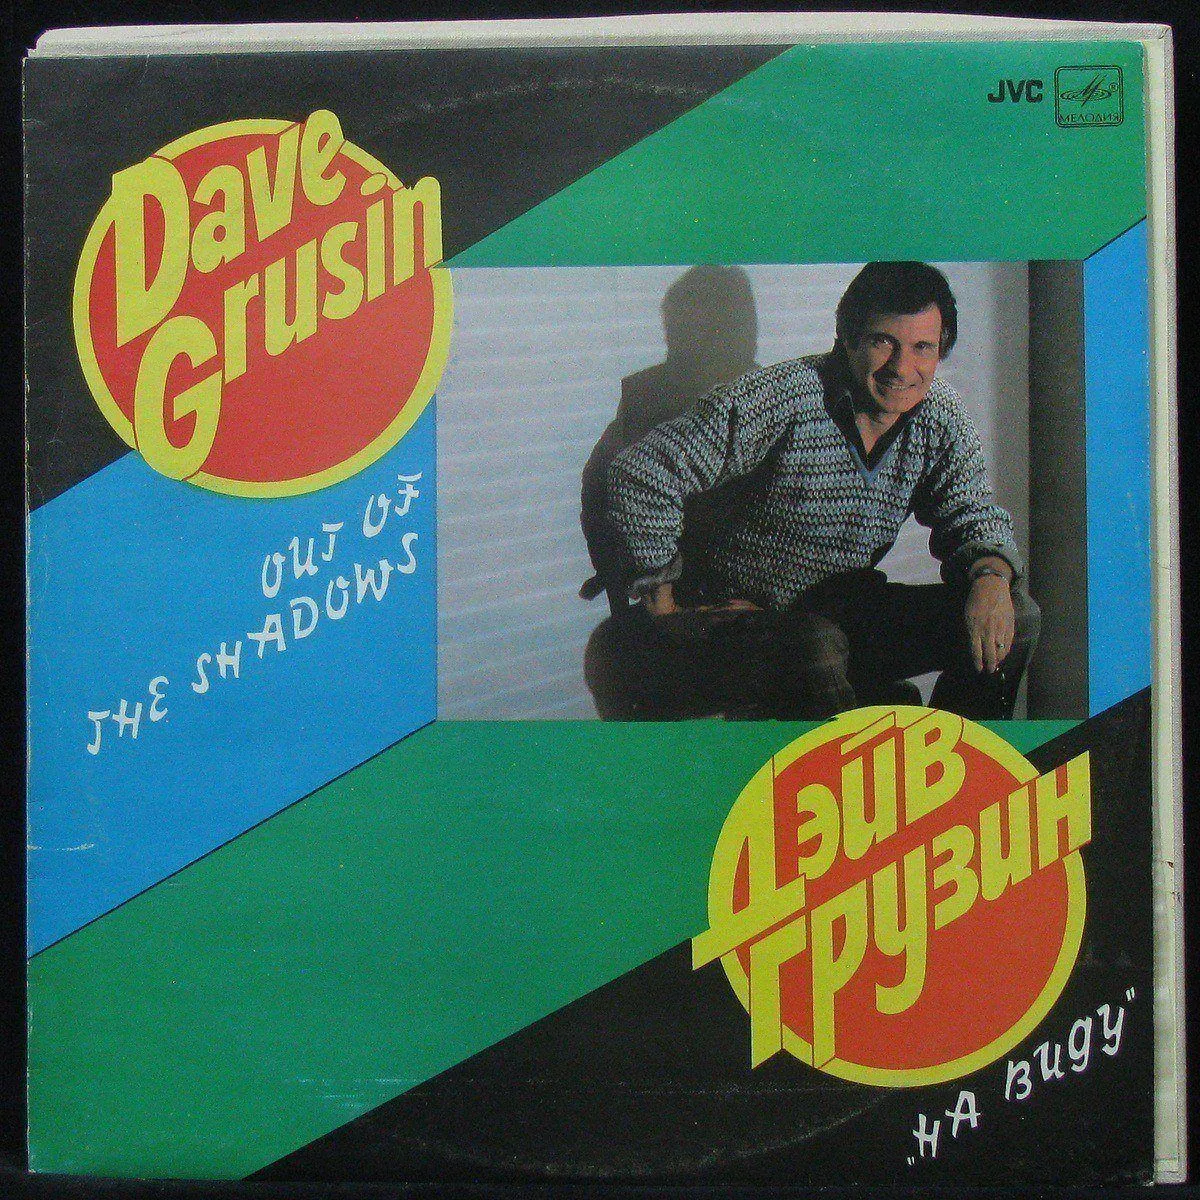 JVC
МЕЛОДИЯ
Dave
Grusin
OUT OF
THE SHADOWS
Дэйв
Грузин
„НА ВИДУ"